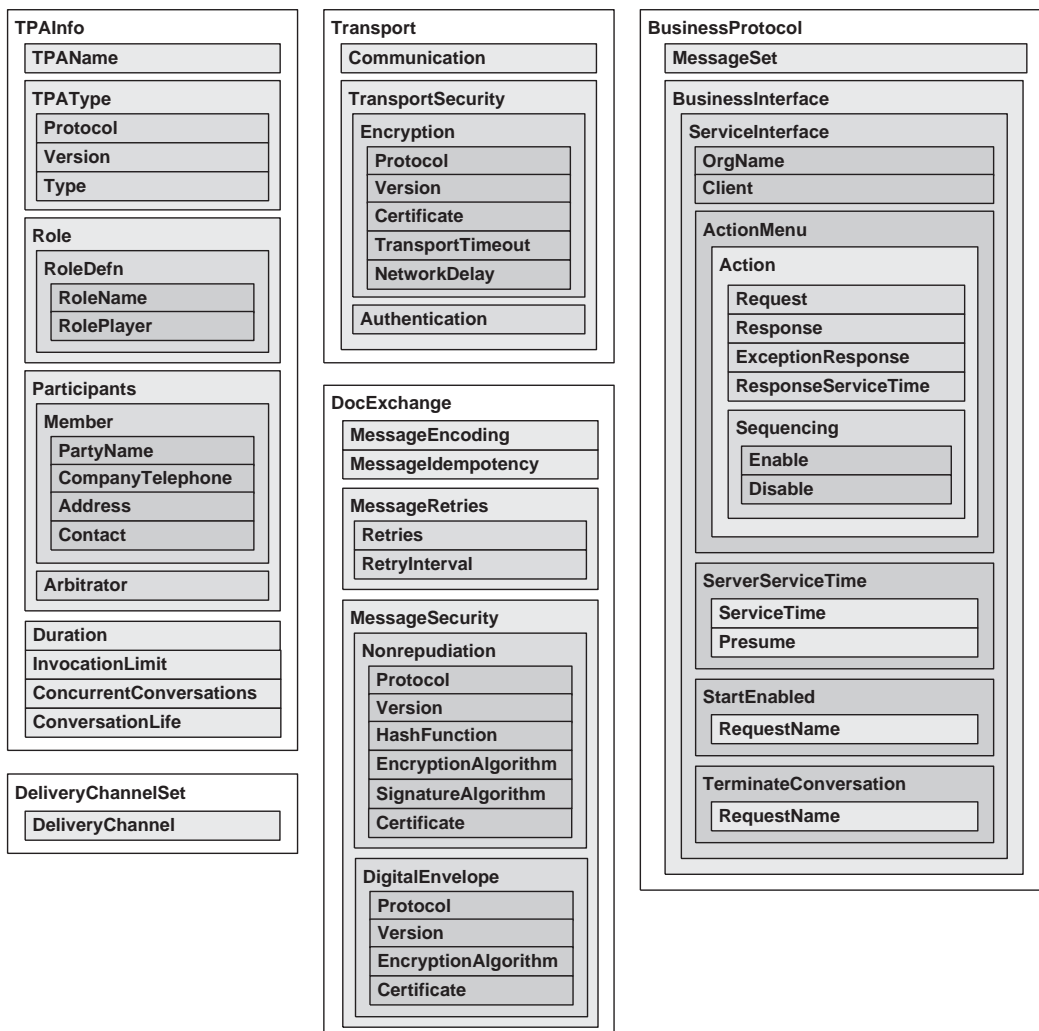 TPAInfo
TPAName
TPAType
Protocol
Version
Type
Role
RoleDefn
RoleName
RolePlayer
Participants
Member
PartyName
CompanyTelephone
Address
Contact
Arbitrator
Duration
InvocationLimit
ConcurrentConversations
ConversationLife
DeliveryChannelSet
DeliveryChannel
Transport
Communication
TransportSecurity
Encryption
Protocol
Version
Certificate
TransportTimeout
NetworkDelay
Authentication
DocExchange
MessageEncoding
MessageIdempotency
MessageRetries
Retries
RetryInterval
MessageSecurity
Nonrepudiation
Protocol
Version
HashFunction
EncryptionAlgorithm
SignatureAlgorithm
Certificate
DigitalEnvelope
Protocol
Version
EncryptionAlgorithm
Certificate
BusinessProtocol
MessageSet
BusinessInterface
ServiceInterface
OrgName
Client
ActionMenu
Action
Request
Response
ExceptionResponse
ResponseServiceTime
Sequencing
Enable
Disable
ServerServiceTime
ServiceTime
Presume
StartEnabled
RequestName
TerminateConversation
RequestName